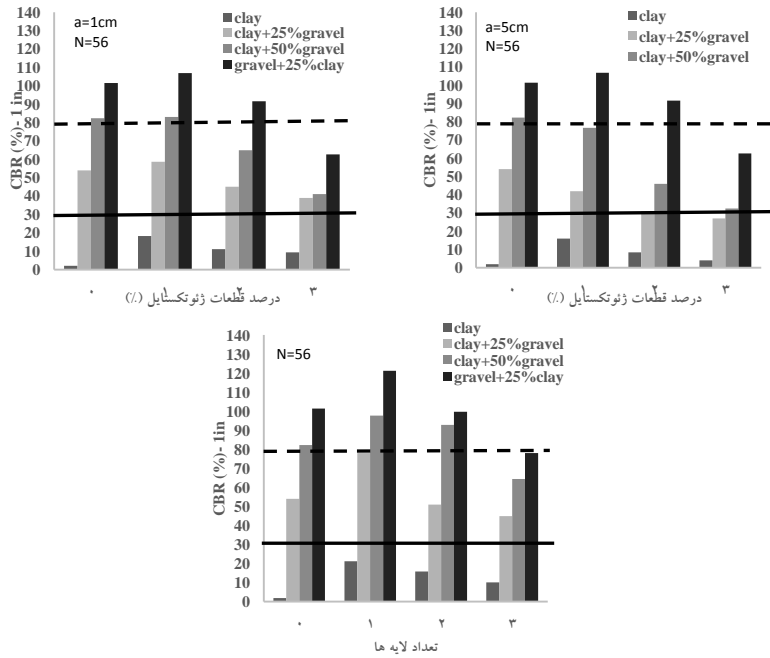 a=1cm
N=56
clay
clay+25%gravel
clay+50%gravel
gravel+25%clay
CBR (%)- 1 in
140
130
120
110
100
90
80
70
60
50
40
30
20
10
0
۰ ۱ ۲ ۳
درصد قطعات ژئوتکستایل (٪)
a=5cm
N=56
clay
clay+25%gravel
clay+50%gravel
CBR (%)- 1in
140
130
120
110
100
90
80
70
60
50
40
30
20
10
0
۰ ۱ ۲ ۳
درصد قطعات ژئوتکستایل (٪)
N=56
clay
clay+25%gravel
clay+50%gravel
gravel+25%clay
CBR (%)- 1in
140
130
120
110
100
90
80
70
60
50
40
30
20
10
0
۰ ۱ ۲ ۳
تعداد لایه ها